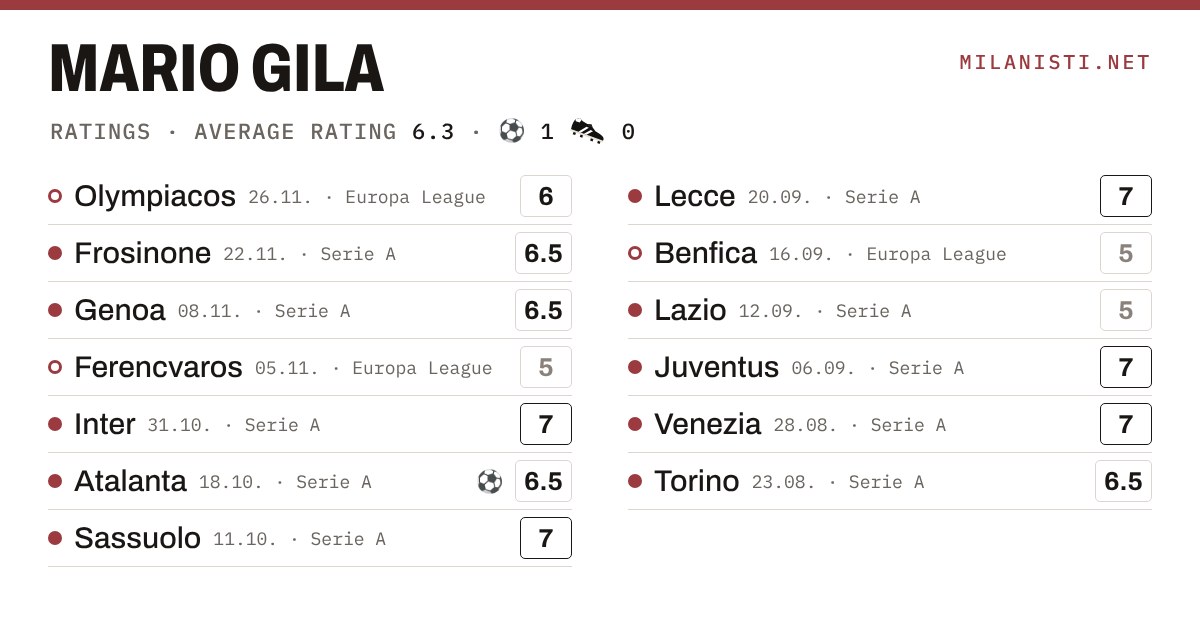 MARIO GILA
MILANISTI.NET
RATINGS · AVERAGE RATING 6.3 · ⚽ 1 0
Olympiacos 26.11. · Europa League 6
Frosinone 22.11. · Serie A 6.5
Genoa 08.11. · Serie A 6.5
Ferencvaros 05.11. · Europa League 5
Inter 31.10. · Serie A 7
Atalanta 18.10. · Serie A ⚽ 6.5
Sassuolo 11.10. · Serie A 7
Lecce 20.09. · Serie A 7
Benfica 16.09. · Europa League 5
Lazio 12.09. · Serie A 5
Juventus 06.09. · Serie A 7
Venezia 28.08. · Serie A 7
Torino 23.08. · Serie A 6.5